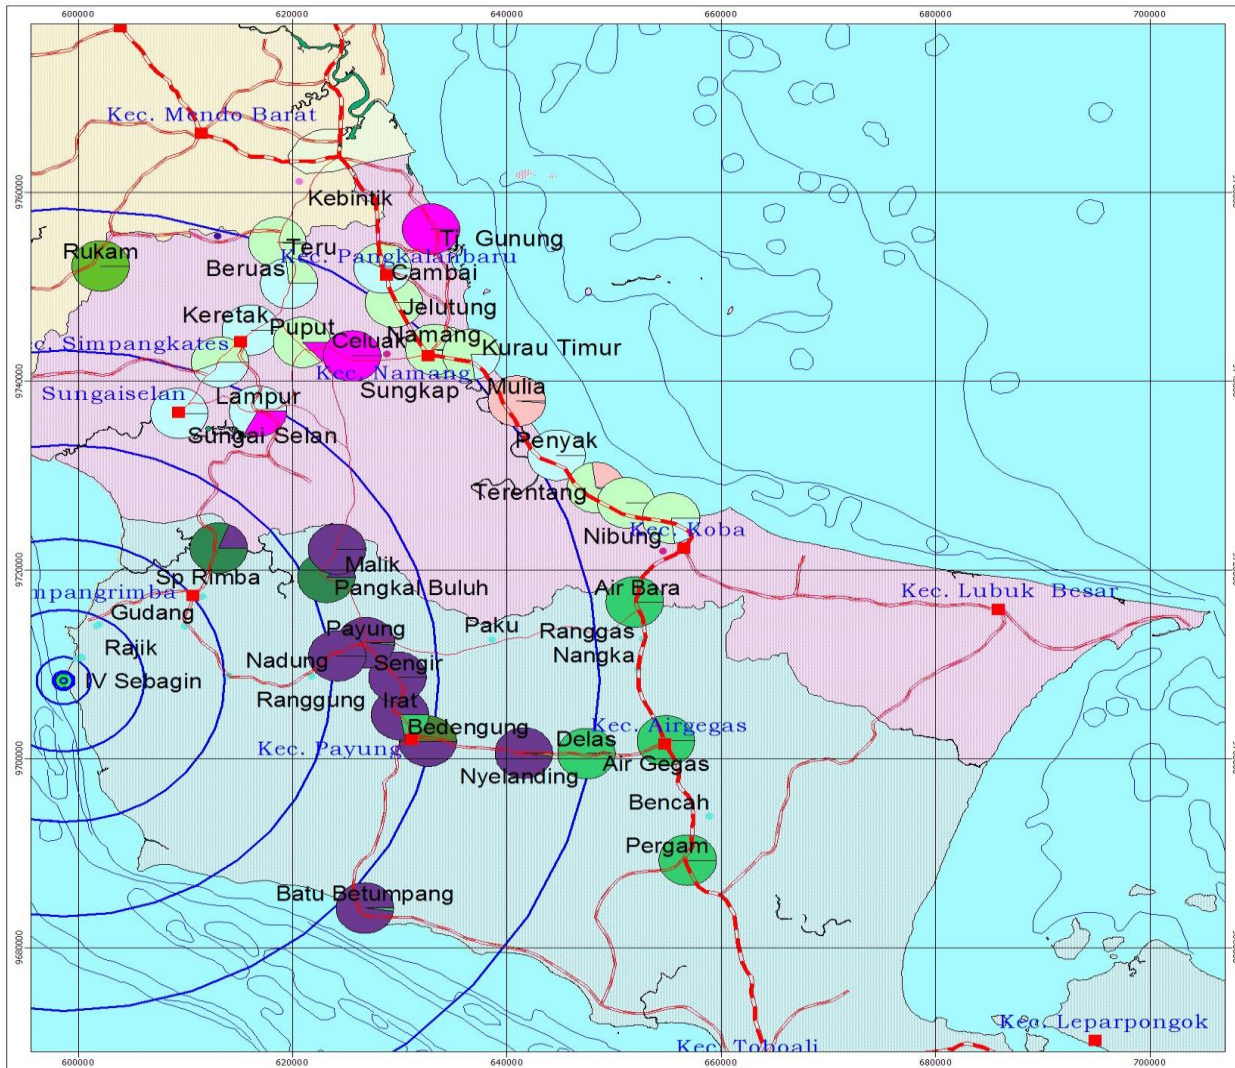 600000 620000 640000 660000 680000 700000
Kec. Mendo Barat
9760000
Kebintik
Tj. Gunung
Rukam
Teru
Kec. Pangkalanbaru
Beruas
Cambai
Keretak
Jelutung
Puput
Celuak
Namang
Kurau Timur
c. Simpangkates
Kec. Namang
9740000
Sungkap
Mulia
Sungaiselan
Lampur
Sungai Selan
Penyak
Terentang
Nibung
Kec. Koba
9720000
Malik
Sp Rimba
Pangkal Buluh
Air Bara
mpangrimba
Kec. Lubuk Besar
Gudang
Payung
Paku
Ranggas
Rajik
Nadung
Sengir
Nangka
IV Sebagin
Ranggung
Irat
Bedengung
Kec. Airgegas
Kec. Payung
Delas
Air Gegas
9700000
Nyelanding
Bencah
Pergam
Batu Betumpang
9680000
Kec. Leparpongok
Kec. Toboali
600000 620000 640000 660000 680000 700000